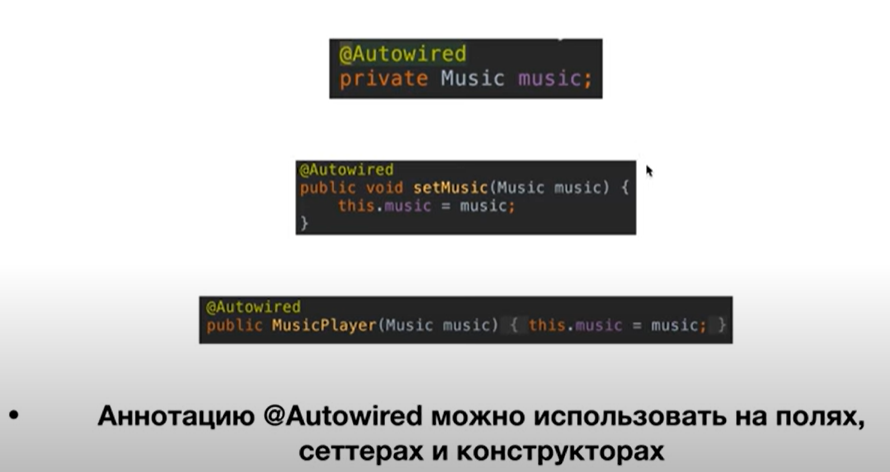 @Autowired
private Music music;
@Autowired
public void setMusic(Music music) {
this.music = music;
}
@Autowired
public MusicPlayer(Music music) { this.music = music; }
• Аннотацию @Autowired можно использовать на полях,
сеттерах и конструкторах